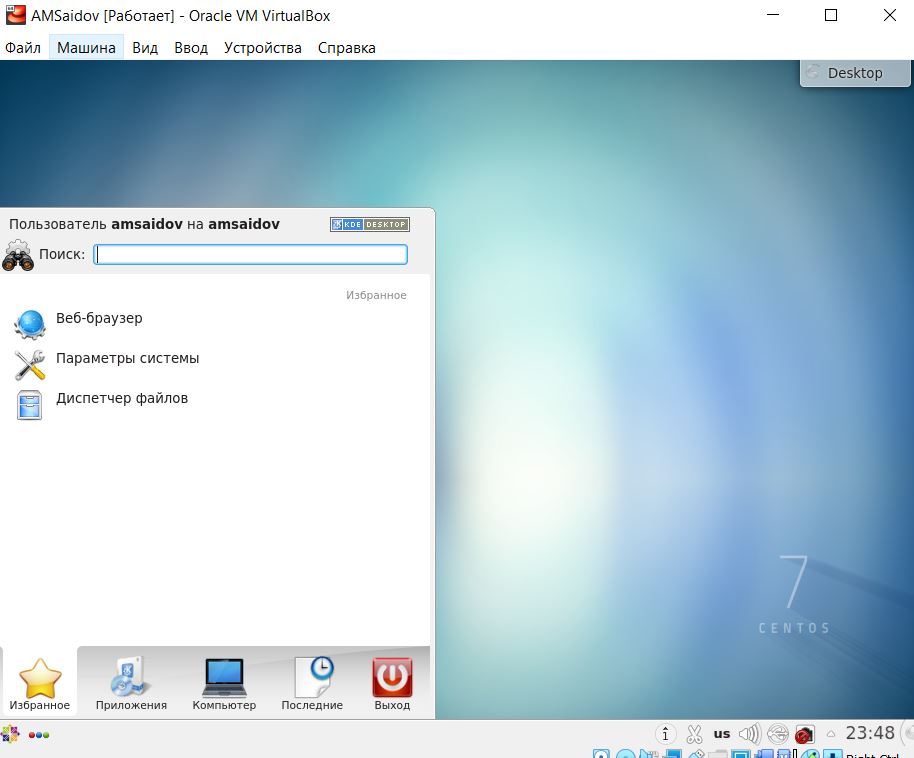 AMSaidov [Работает] - Oracle VM VirtualBox
Файл Машина Вид Ввод Устройства Справка
Desktop
Пользователь amsaidov на amsaidov
KDE DESKTOP
Поиск:
Избранное
Веб-браузер
Параметры системы
Диспетчер файлов
7
CENTOS
Избранное Приложения Компьютер Последние Выход
us 23:48
Right Ctrl